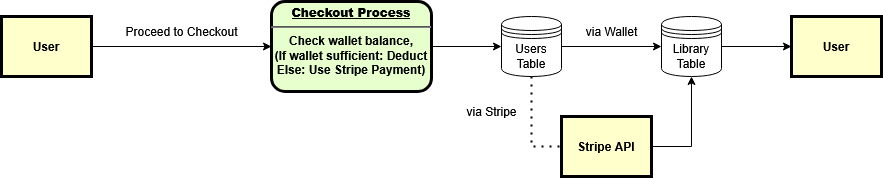 User
Proceed to Checkout
Checkout Process
Check wallet balance,
(If wallet sufficient: Deduct
Else: Use Stripe Payment)
Users
Table
via Wallet
Library
Table
User
via Stripe
Stripe API